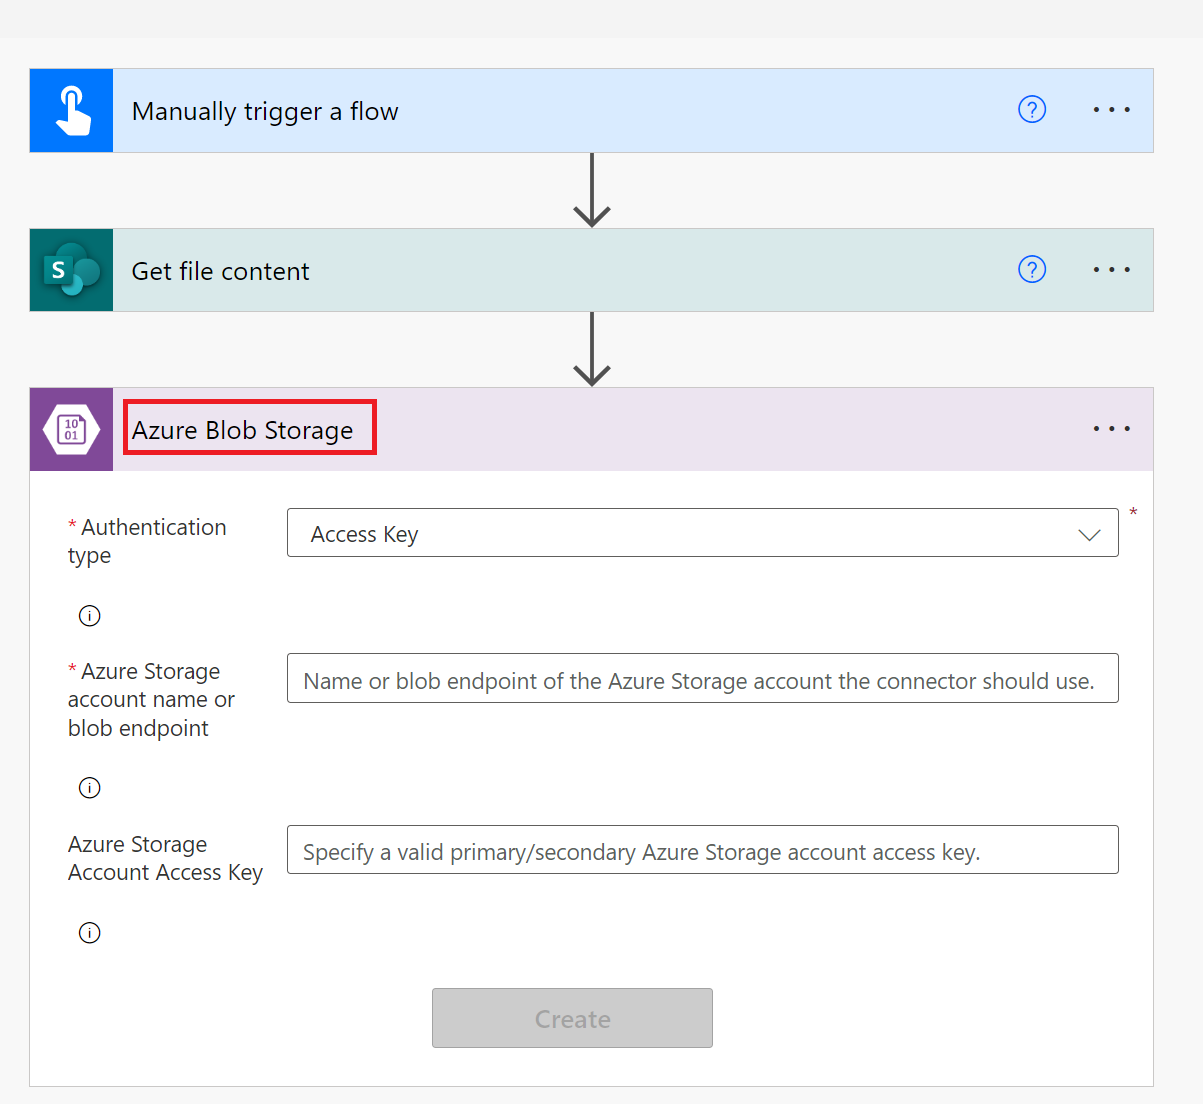 Manually trigger a flow
?
S
Get file content
?
10
01
Azure Blob Storage
* Authentication
type
Access Key
*
i
* Azure Storage
account name or
blob endpoint
Name or blob endpoint of the Azure Storage account the connector should use.
i
Azure Storage
Account Access Key
Specify a valid primary/secondary Azure Storage account access key.
i
Create